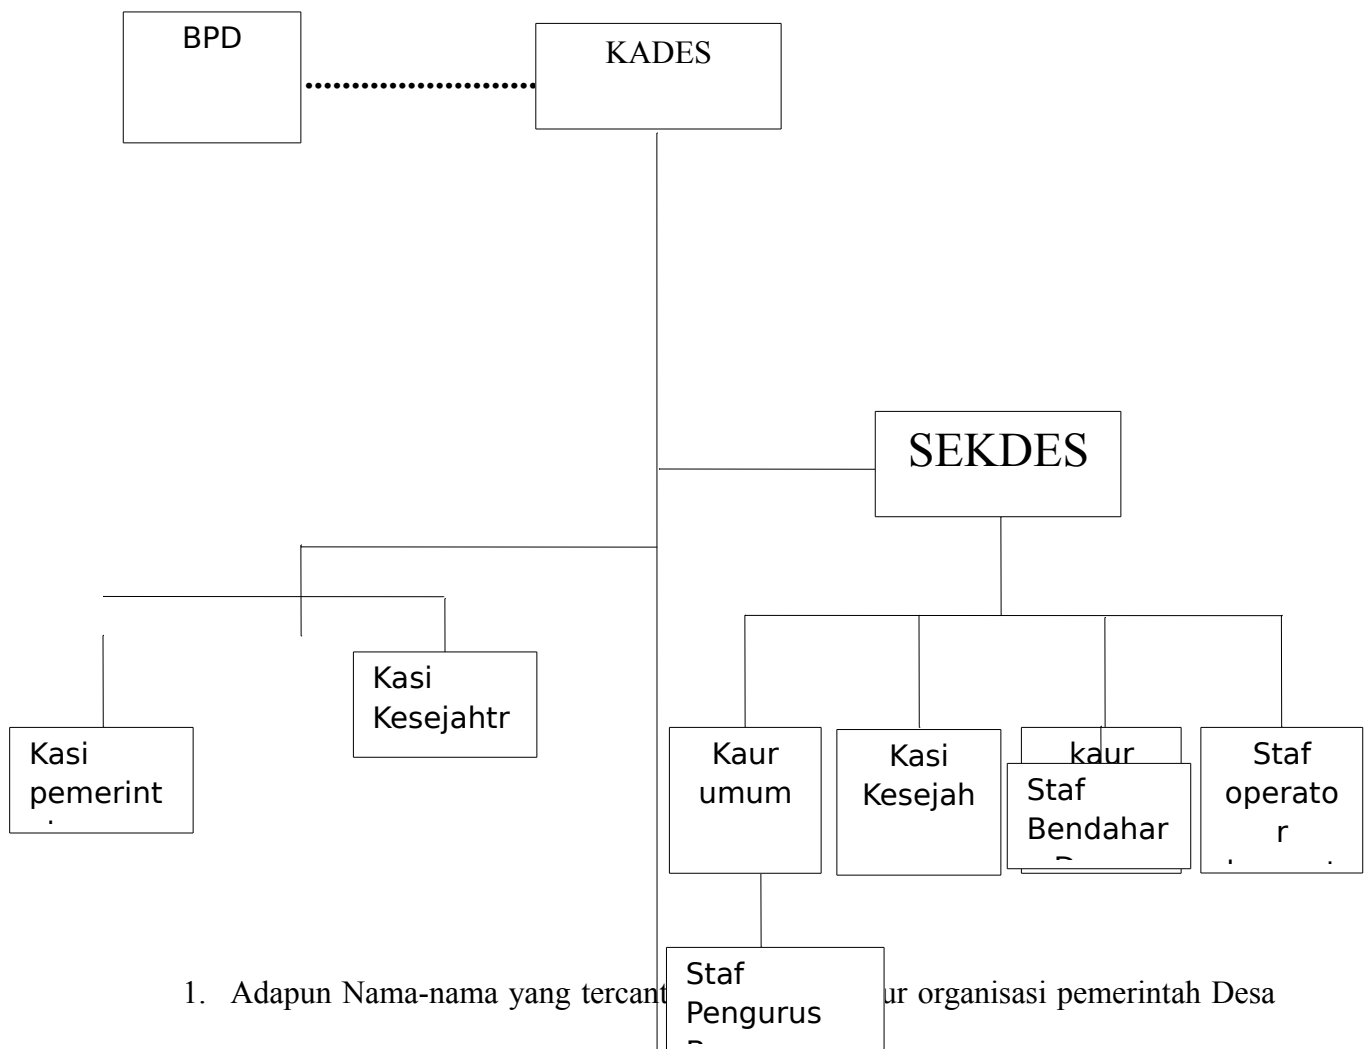 BPD
KADES
SEKDES
Kasi
Kesejahtr
Kasi
pemerint
Kaur
umum
Kasi
Kesejah
kaur
Staf
Bendahar
Staf
operato
r
Staf
Pengurus
1. Adapun Nama-nama yang tercant ur organisasi pemerintah Desa